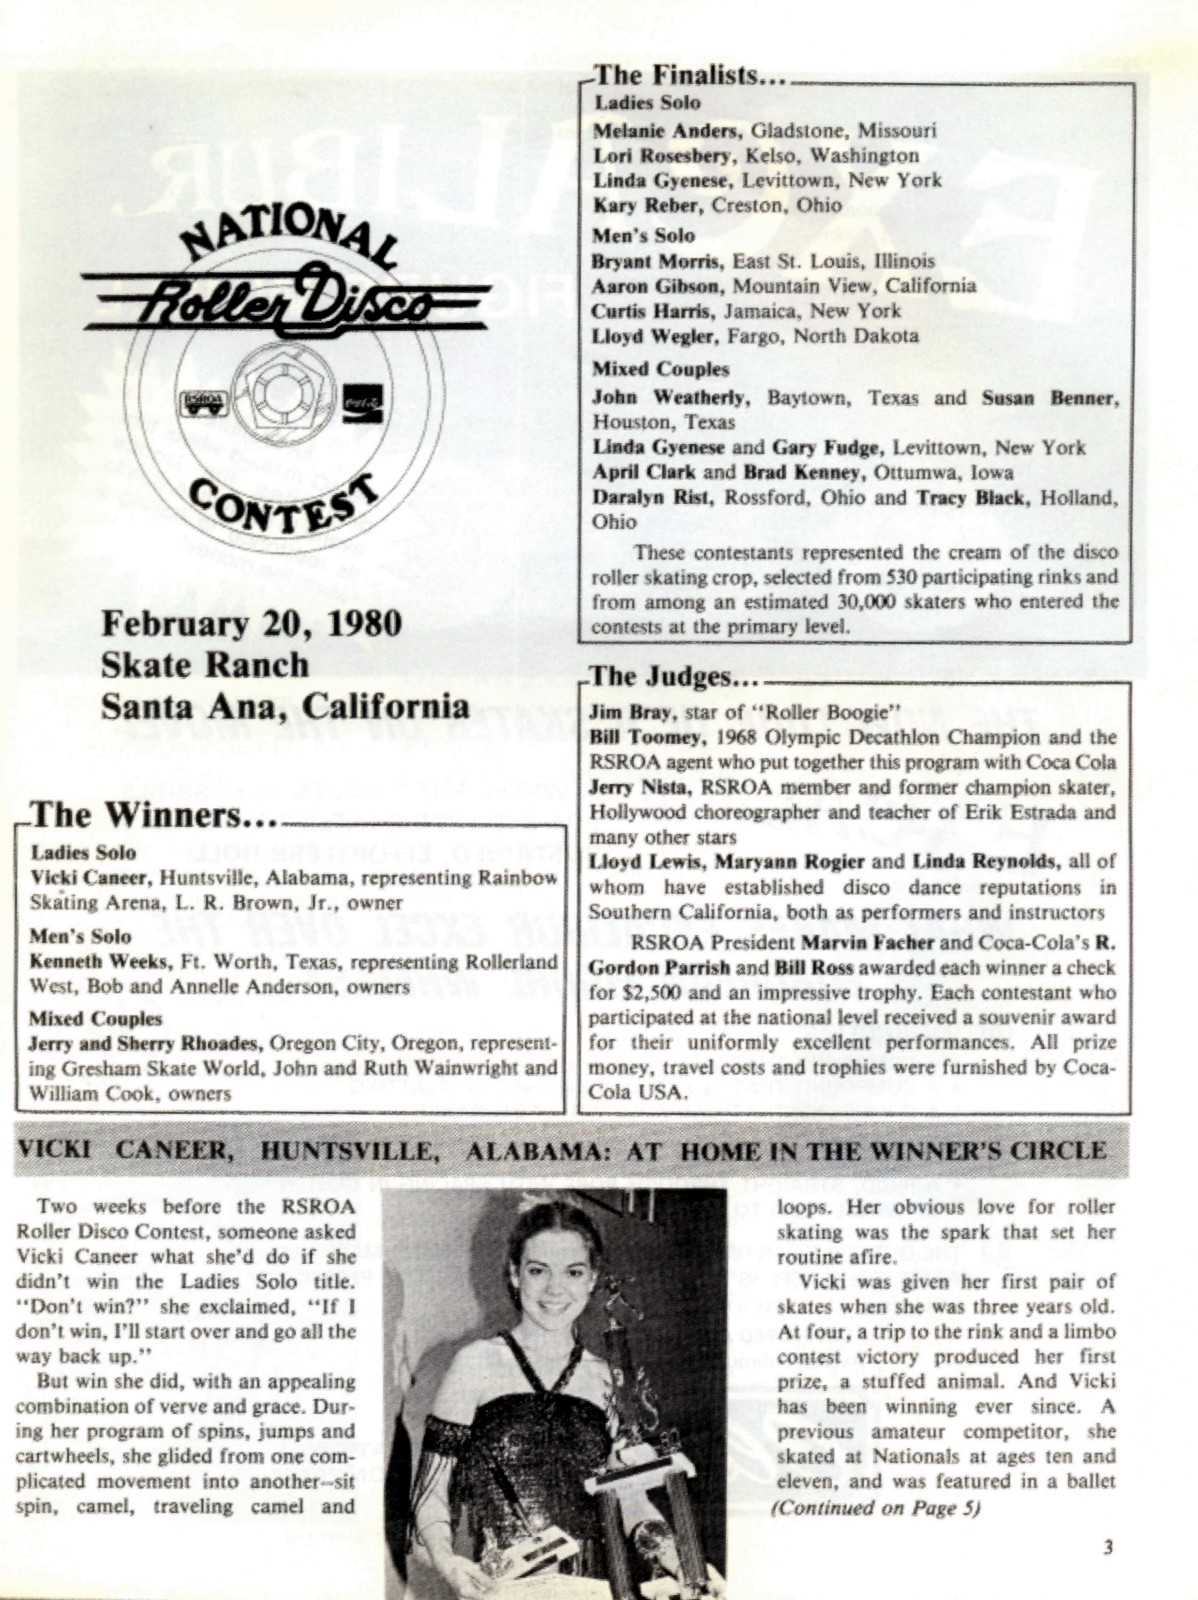 NATIONAL
Roller Disco
RSROA
Coca-Cola
CONTEST
February 20, 1980
Skate Ranch
Santa Ana, California
The Winners...
Ladies Solo
Vicki Caneer, Huntsville, Alabama, representing Rainbow
Skating Arena, L. R. Brown, Jr., owner
Men's Solo
Kenneth Weeks, Ft. Worth, Texas, representing Rollerland
West, Bob and Annelle Anderson, owners
Mixed Couples
Jerry and Sherry Rhoades, Oregon City, Oregon, represent-
ing Gresham Skate World, John and Ruth Wainwright and
William Cook, owners
The Finalists...
Ladies Solo
Melanie Anders, Gladstone, Missouri
Lori Rosesbery, Kelso, Washington
Linda Gyenese, Levittown, New York
Kary Reber, Creston, Ohio
Men's Solo
Bryant Morris, East St. Louis, Illinois
Aaron Gibson, Mountain View, California
Curtis Harris, Jamaica, New York
Lloyd Wegler, Fargo, North Dakota
Mixed Couples
John Weatherly, Baytown, Texas and Susan Benner,
Houston, Texas
Linda Gyenese and Gary Fudge, Levittown, New York
April Clark and Brad Kenney, Ottumwa, Iowa
Daralyn Rist, Rossford, Ohio and Tracy Black, Holland,
Ohio
These contestants represented the cream of the disco
roller skating crop, selected from 530 participating rinks and
from among an estimated 30,000 skaters who entered the
contests at the primary level.
The Judges...
Jim Bray, star of "Roller Boogie"
Bill Toomey, 1968 Olympic Decathlon Champion and the
RSROA agent who put together this program with Coca Cola
Jerry Nista, RSROA member and former champion skater,
Hollywood choreographer and teacher of Erik Estrada and
many other stars
Lloyd Lewis, Maryann Rogier and Linda Reynolds, all of
whom have established disco dance reputations in
Southern California, both as performers and instructors
RSROA President Marvin Facher and Coca-Cola's R.
Gordon Parrish and Bill Ross awarded each winner a check
for $2,500 and an impressive trophy. Each contestant who
participated at the national level received a souvenir award
for their uniformly excellent performances. All prize
money, travel costs and trophies were furnished by Coca-
Cola USA.
VICKI CANEER, HUNTSVILLE, ALABAMA: AT HOME IN THE WINNER'S CIRCLE
Two weeks before the RSROA
Roller Disco Contest, someone asked
Vicki Caneer what she'd do if she
didn't win the Ladies Solo title.
"Don't win?" she exclaimed, "If I
don't win, I'll start over and go all the
way back up."
But win she did, with an appealing
combination of verve and grace. Dur-
ing her program of spins, jumps and
cartwheels, she glided from one com-
plicated movement into another--sit
spin, camel, traveling camel and
loops. Her obvious love for roller
skating was the spark that set her
routine afire.
Vicki was given her first pair of
skates when she was three years old.
At four, a trip to the rink and a limbo
contest victory produced her first
prize, a stuffed animal. And Vicki
has been winning ever since. A
previous amateur competitor, she
skated at Nationals at ages ten and
eleven, and was featured in a ballet
(Continued on Page 5)
3